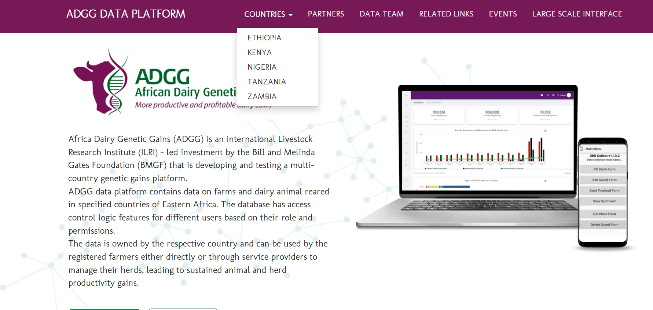 ADGG DATA PLATFORM
COUNTRIES
PARTNERS
DATA TEAM
RELATED LINKS
EVENTS
LARGE SCALE INTERFACE
ETHIOPIA
KENYA
NIGERIA
TANZANIA
ZAMBIA
ADGG
African Dairy Genetic
More productive and profitable dairy cows
Africa Dairy Genetic Gains (ADGG) is an international Livestock
Research Institute (ILRI) - led investment by the Bill and Melinda
Gates Foundation (BMGF) that is developing and testing a multi-
country genetic gains platform.
ADGG data platform contains data on farms and dairy animal reared
in specified countries of Eastern Africa. The database has access
control logic features for different users based on their role and
permissions.
The data is owned by the respective country and can be used by the
registered farmers either directly or through service providers to
manage their herds, leading to sustained animal and herd
productivity gains.
Main Menu